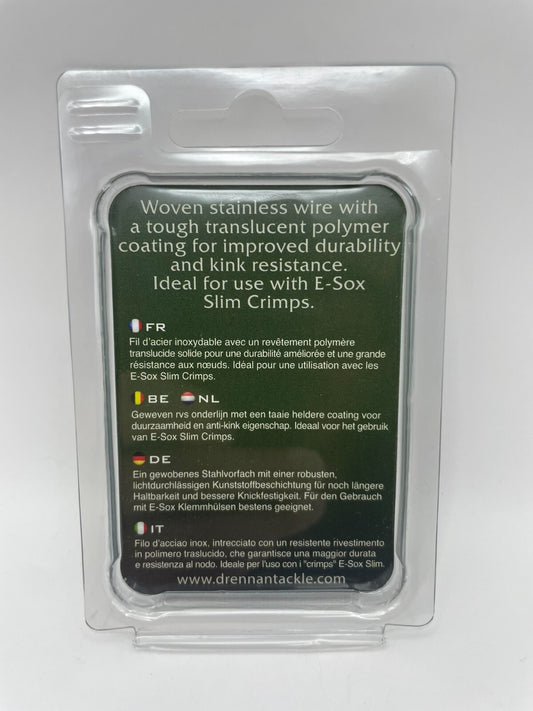 Woven stainless wire with
a tough translucent polymer
coating for improved durability
and kink resistance.
Ideal for use with E-Sox
Slim Crimps.
FR
Fil d'acier inoxydable avec un revêtement polymère
translucide solide pour une durabilité améliorée et une grande
résistance aux nœuds. Idéal pour une utilisation avec les
E-Sox Slim Crimps.
BE NL
Geweven rvs onderlijn met een taaie heldere coating voor
duurzaamheid en anti-kink eigenschap. Ideaal voor het gebruik
van E-Sox Slim Crimps.
DE
Ein gewobenes Stahlvorfach mit einer robusten,
lichtdurchlässigen Kunststoffbeschichtung für noch längere
Haltbarkeit und bessere Knickfestigkeit. Für den Gebrauch
mit E-Sox Klemmhülsen bestens geeignet.
IT
Filo d'acciao inox, intrecciato con un resistente rivestimento
in polimero traslucido, che garantisce una maggior durata
e resistenza al nodo. Ideale per l'uso con i "crimps" E-Sox Slim.
www.drennantackle.com